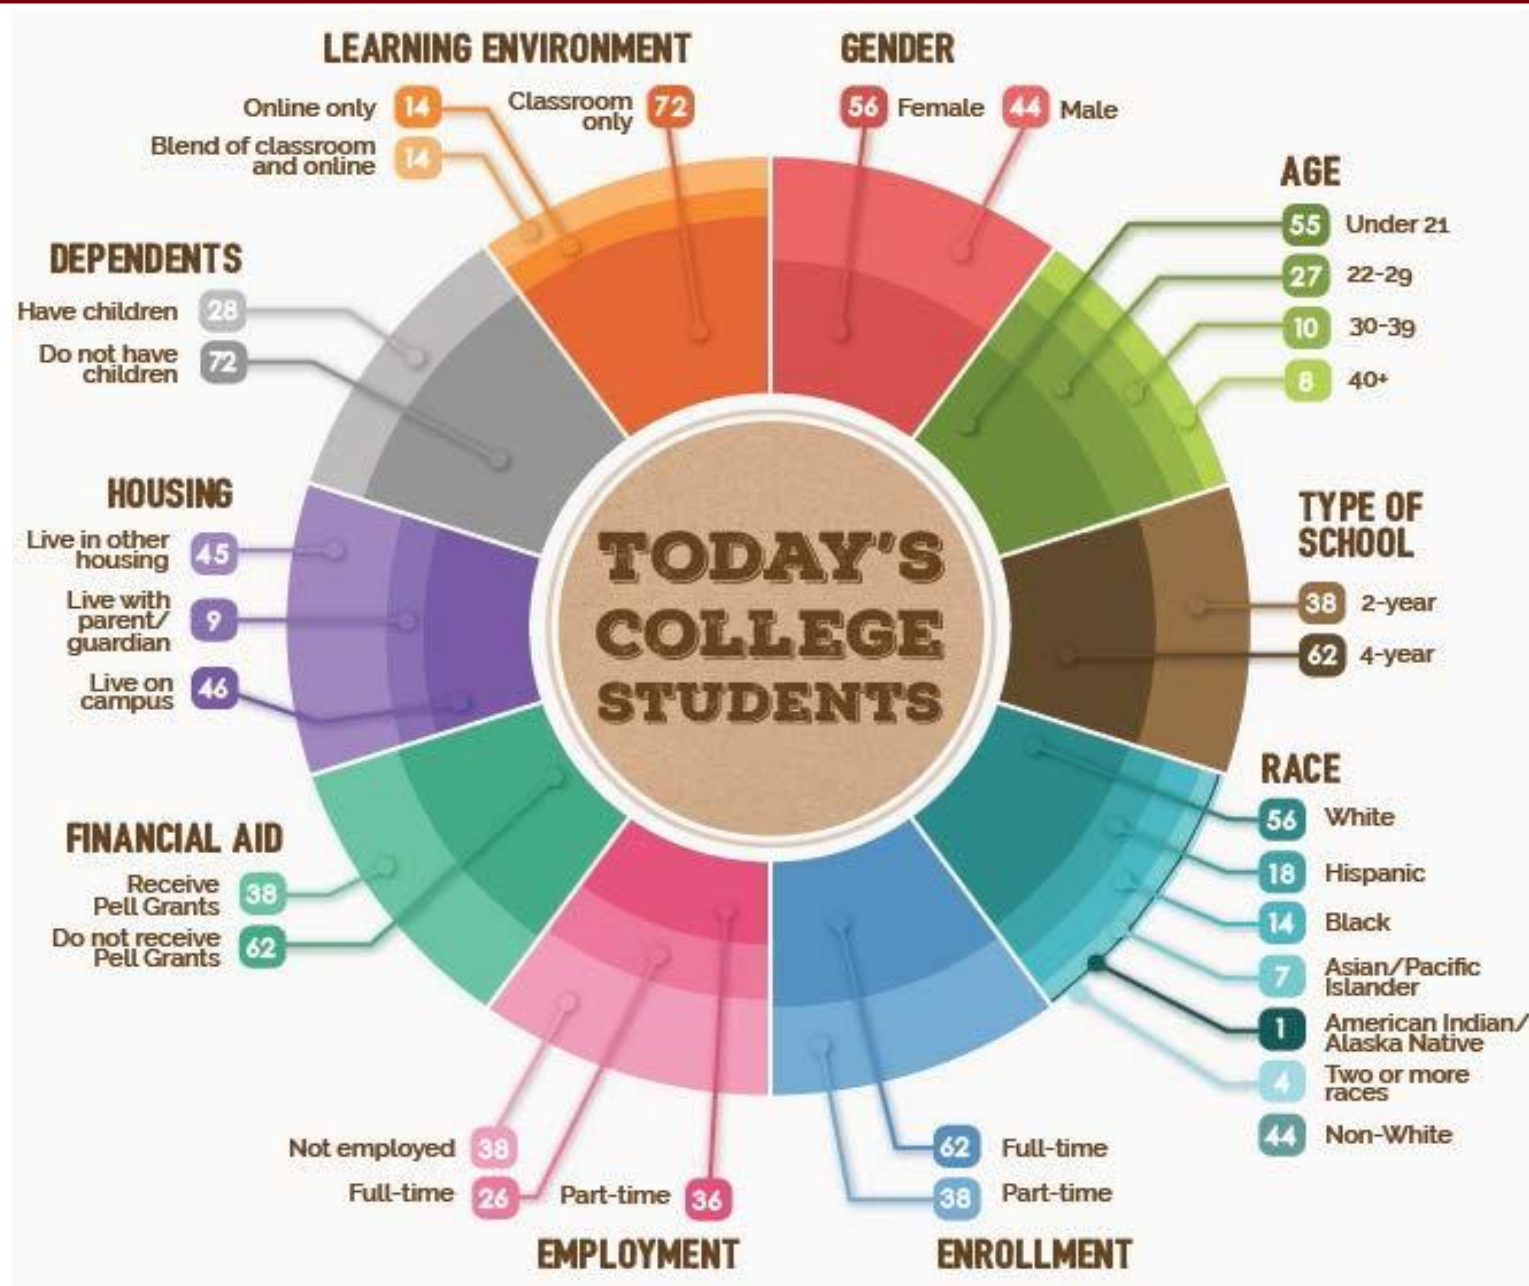 LEARNING ENVIRONMENT
Online only 14
Classroom
only 72
Blend of classroom
and online 14
GENDER
56 Female 44 Male
AGE
55 Under 21
27 22-29
10 30-39
8 40+
DEPENDENTS
Have children 28
Do not have
children 72
HOUSING
Live in other
housing 45
Live with
parent/
guardian 9
Live on
campus 46
TODAY'S
COLLEGE
STUDENTS
TYPE OF
SCHOOL
38 2-year
62 4-year
RACE
56 White
18 Hispanic
14 Black
7 Asian/Pacific
Islander
1 American Indian/
Alaska Native
4 Two or more
races
44 Non-White
FINANCIAL AID
Receive
Pell Grants 38
Do not receive
Pell Grants 62
Not employed 38
Full-time 26
Part-time 36
EMPLOYMENT
62 Full-time
38 Part-time
ENROLLMENT